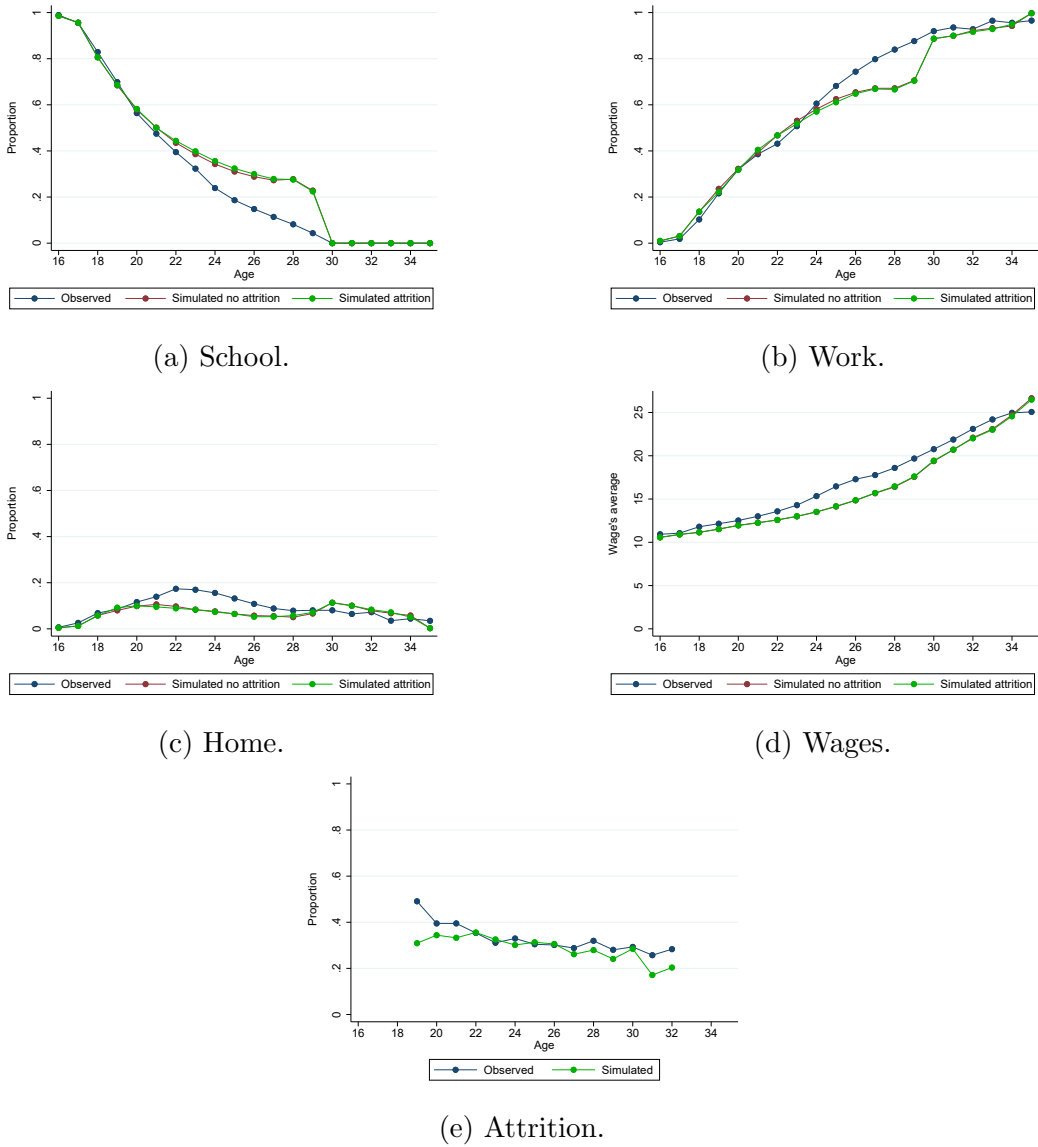 Proportion
0 .2 .4 .6 .8 1
16 18 20 22 24 26 28 30 32 34
Age
Observed Simulated no attrition Simulated attrition
(a) School.
Proportion
0 .2 .4 .6 .8 1
16 18 20 22 24 26 28 30 32 34
Age
Observed Simulated no attrition Simulated attrition
(b) Work.
Proportion
0 .2 .4 .6 .8 1
16 18 20 22 24 26 28 30 32 34
Age
Observed Simulated no attrition Simulated attrition
(c) Home.
Wage's average
0 5 10 15 20 25
16 18 20 22 24 26 28 30 32 34
Age
Observed Simulated no attrition Simulated attrition
(d) Wages.
Proportion
0 .2 .4 .6 .8 1
16 18 20 22 24 26 28 30 32 34
Age
Observed Simulated
(e) Attrition.